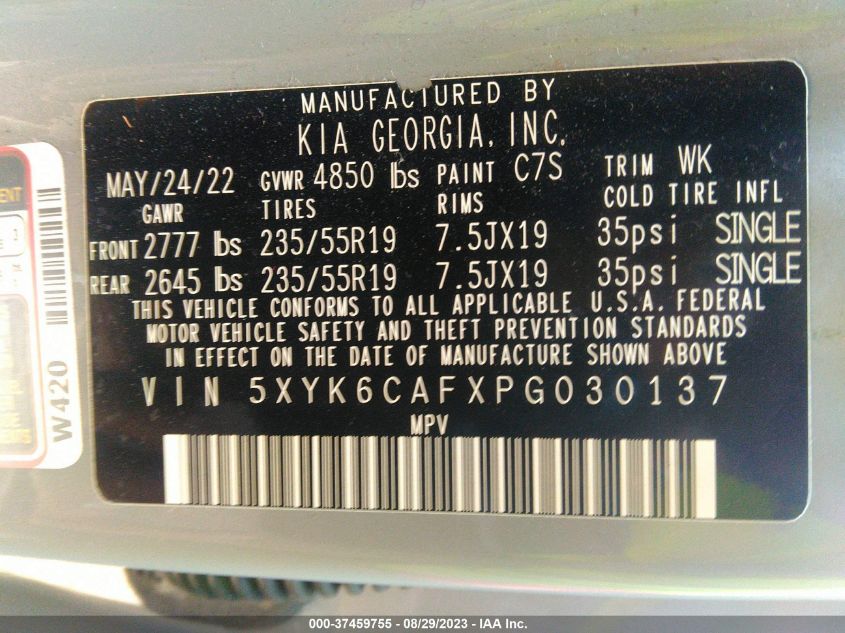 MANUFACTURED BY
KIA GEORGIA, INC.
MAY/24/22 GVWR 4850 lbs PAINT C7S TRIM WK
GAWR TIRES RIMS COLD TIRE INFL
FRONT 2777 lbs 235/55R19 7.5JX19 35psi SINGLE
REAR 2645 lbs 235/55R19 7.5JX19 35psi SINGLE
THIS VEHICLE CONFORMS TO ALL APPLICABLE U.S.A. FEDERAL
MOTOR VEHICLE SAFETY AND THEFT PREVENTION STANDARDS
IN EFFECT ON THE DATE OF MANUFACTURE SHOWN ABOVE
VIN 5XYK6CAFXPG030137
MPV
W420
000-37459755 - 08/29/2023 - IAA Inc.